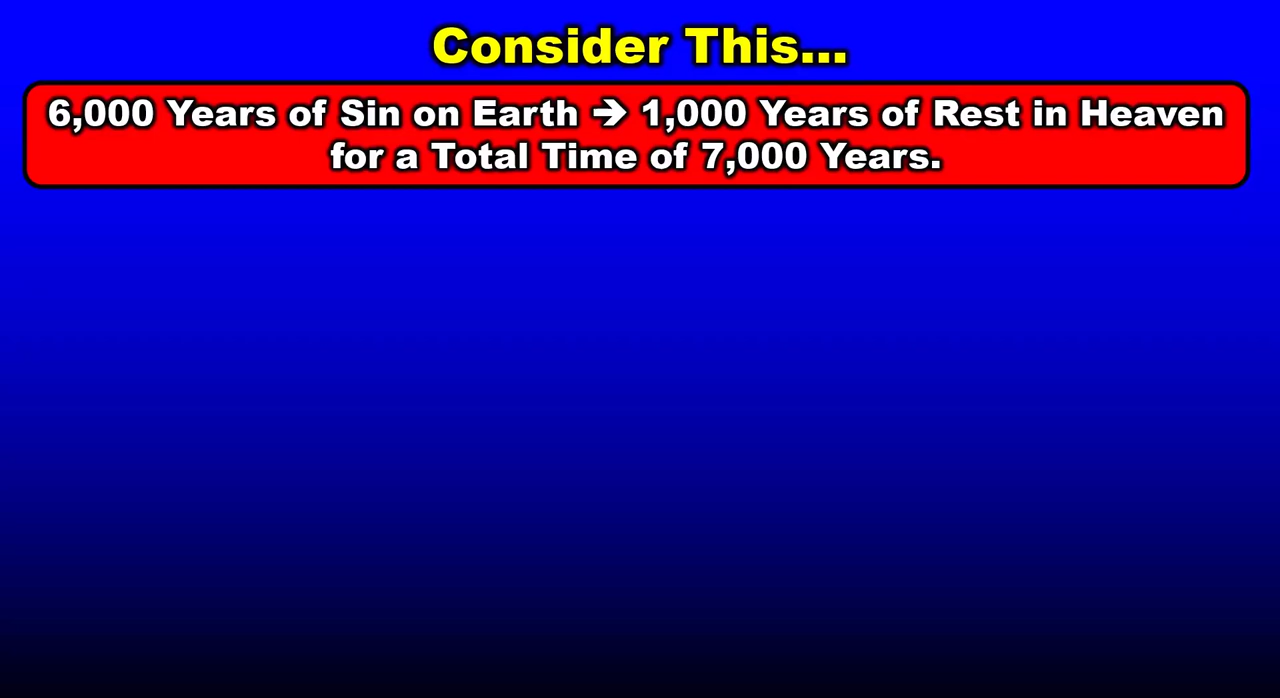 Consider This...
6,000 Years of Sin on Earth ➔ 1,000 Years of Rest in Heaven
for a Total Time of 7,000 Years.